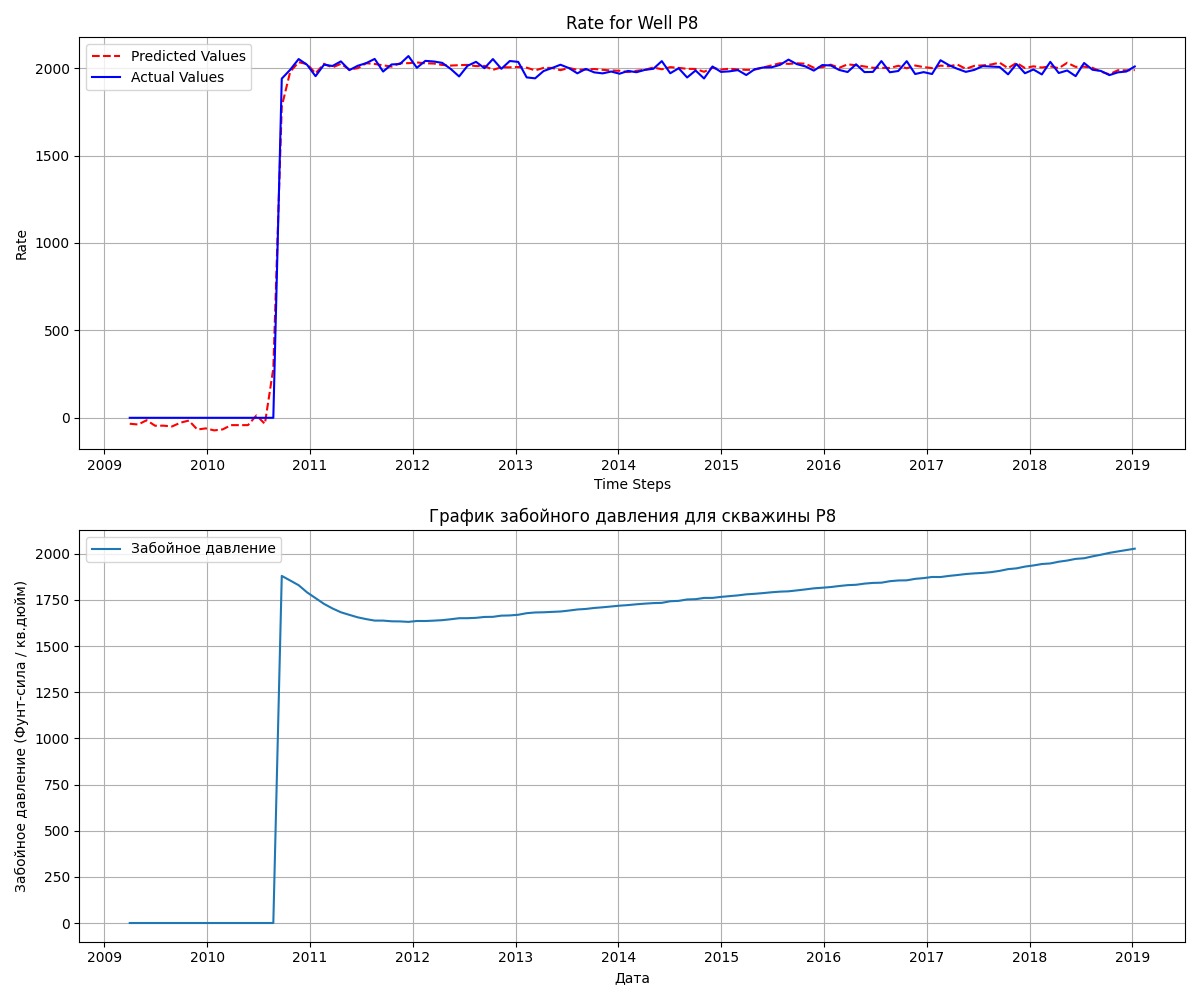 Rate for Well P8
Predicted Values
Actual Values
2000
1500
1000
500
0
Rate
2009 2010 2011 2012 2013 2014 2015 2016 2017 2018 2019
Time Steps
График забойного давления для скважины P8
Забойное давление
2000
1750
1500
1250
1000
750
500
250
0
Забойное давление (Фунт-сила / кв.дюйм)
2009 2010 2011 2012 2013 2014 2015 2016 2017 2018 2019
Дата